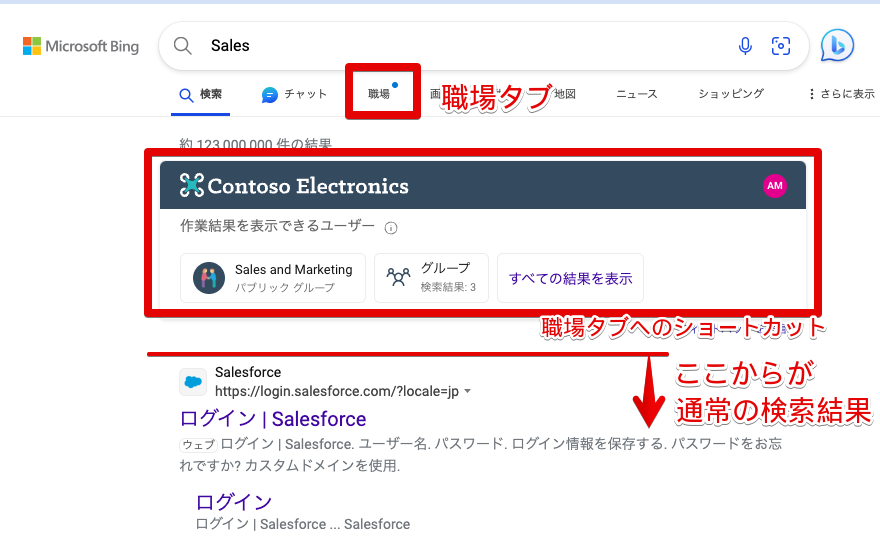 Microsoft Bing
Sales
検索
チャット
職場
画
職場タブ
地図
ニュース
ショッピング
さらに表示
約 123,000,000 件の結果
Contoso Electronics
AM
作業結果を表示できるユーザー
Sales and Marketing
パブリック グループ
グループ
検索結果: 3
すべての結果を表示
職場タブへのショートカット
ここからが
通常の検索結果
Salesforce
https://login.salesforce.com/?locale=jp
ログイン | Salesforce
ウェブ ログイン | Salesforce. ユーザー名. パスワード. ログイン情報を保存する. パスワードをお忘
れですか? カスタムドメインを使用.
ログイン
ログイン | Salesforce ... Salesforce